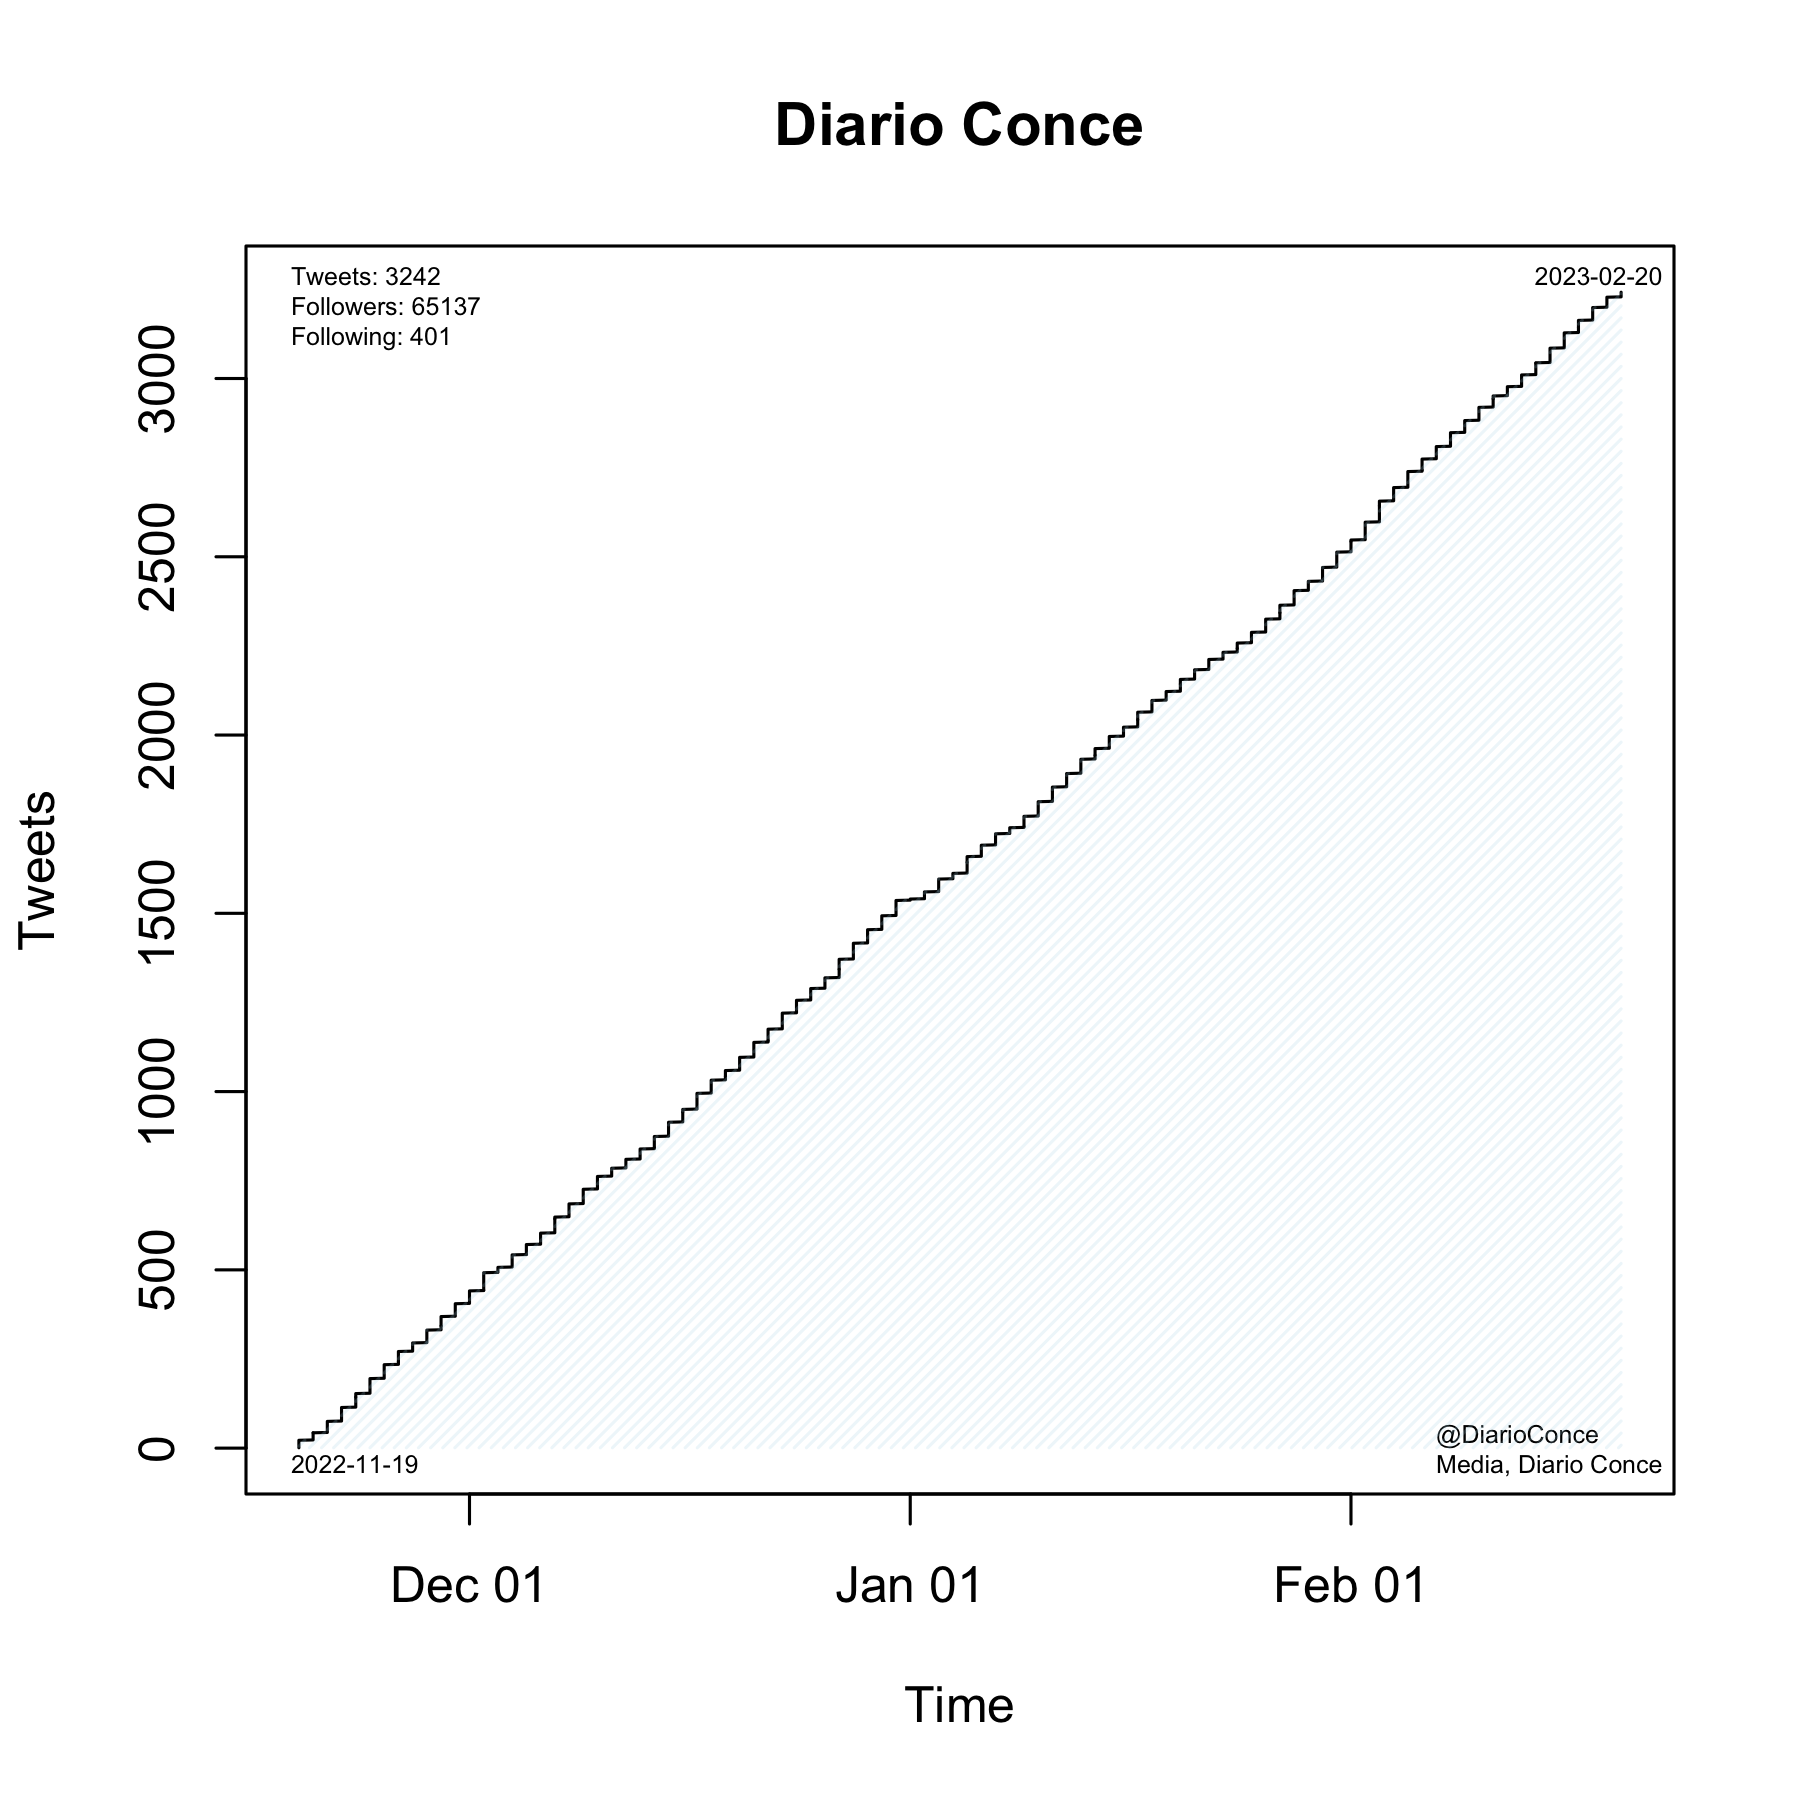 Diario Conce
Tweets: 3242
Followers: 65137
Following: 401
2023-02-20
3000
2500
2000
1500
1000
500
0
Tweets
2022-11-19
@DiarioConce
Media, Diario Conce
Dec 01
Jan 01
Feb 01
Time